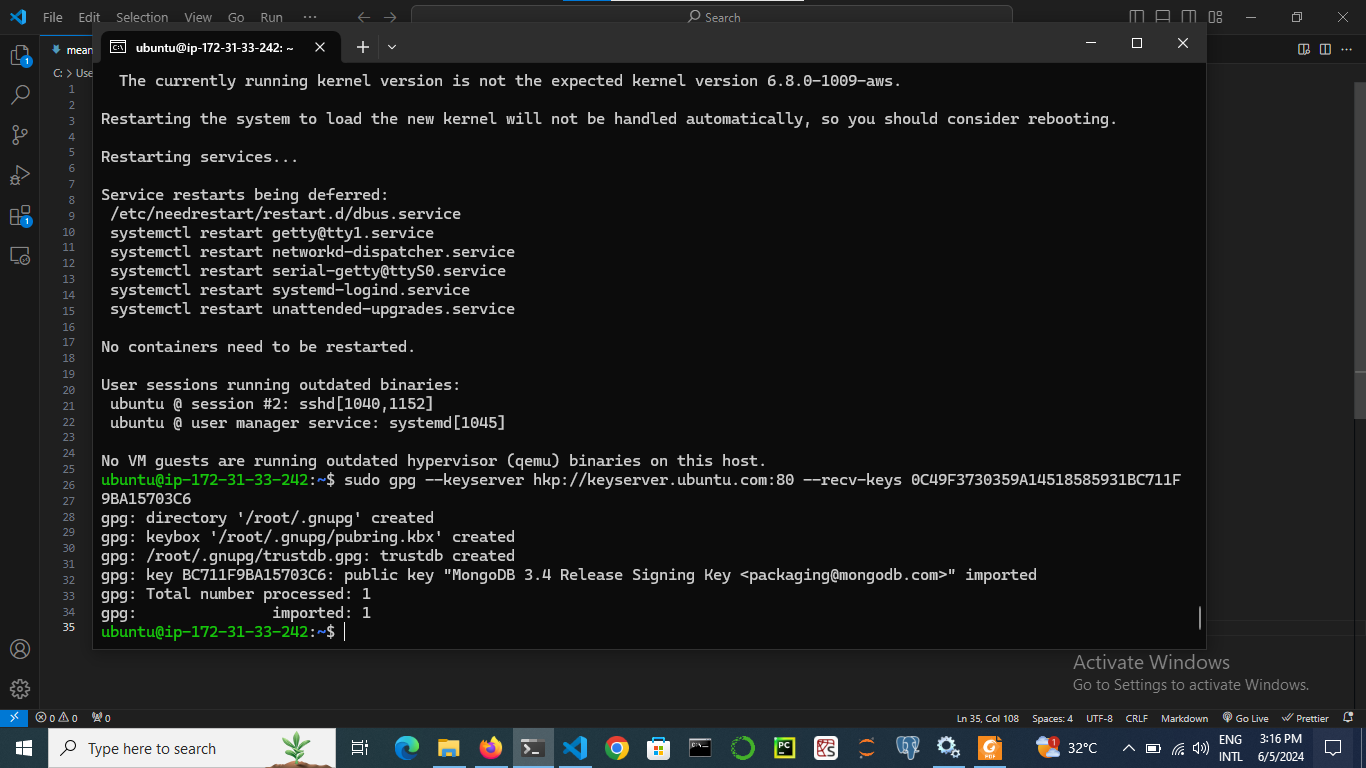 File Edit Selection View Go Run ··· Search
ubuntu@ip-172-31-33-242: ~
mean
C: > Use
1
2
3
4
5
6
7
8
9
10
11
12
13
14
15
16
17
18
19
20
21
22
23
24
25
26
27
28
29
30
31
32
33
34
35
The currently running kernel version is not the expected kernel version 6.8.0-1009-aws.
Restarting the system to load the new kernel will not be handled automatically, so you should consider rebooting.
Restarting services...
Service restarts being deferred:
/etc/needrestart/restart.d/dbus.service
systemctl restart getty@tty1.service
systemctl restart networkd-dispatcher.service
systemctl restart serial-getty@ttyS0.service
systemctl restart systemd-logind.service
systemctl restart unattended-upgrades.service
No containers need to be restarted.
User sessions running outdated binaries:
ubuntu @ session #2: sshd[1040,1152]
ubuntu @ user manager service: systemd[1045]
No VM guests are running outdated hypervisor (qemu) binaries on this host.
ubuntu@ip-172-31-33-242:~$ sudo gpg --keyserver hkp://keyserver.ubuntu.com:80 --recv-keys 0C49F3730359A14518585931BC711F
9BA15703C6
gpg: directory '/root/.gnupg' created
gpg: keybox '/root/.gnupg/pubring.kbx' created
gpg: /root/.gnupg/trustdb.gpg: trustdb created
gpg: key BC711F9BA15703C6: public key "MongoDB 3.4 Release Signing Key <packaging@mongodb.com>" imported
gpg: Total number processed: 1
gpg:               imported: 1
ubuntu@ip-172-31-33-242:~$
Activate Windows
Go to Settings to activate Windows.
0 0 0 Ln 35, Col 108 Spaces: 4 UTF-8 CRLF Markdown Go Live Prettier
Type here to search
1 32°C ENG INTL 3:16 PM 6/5/2024